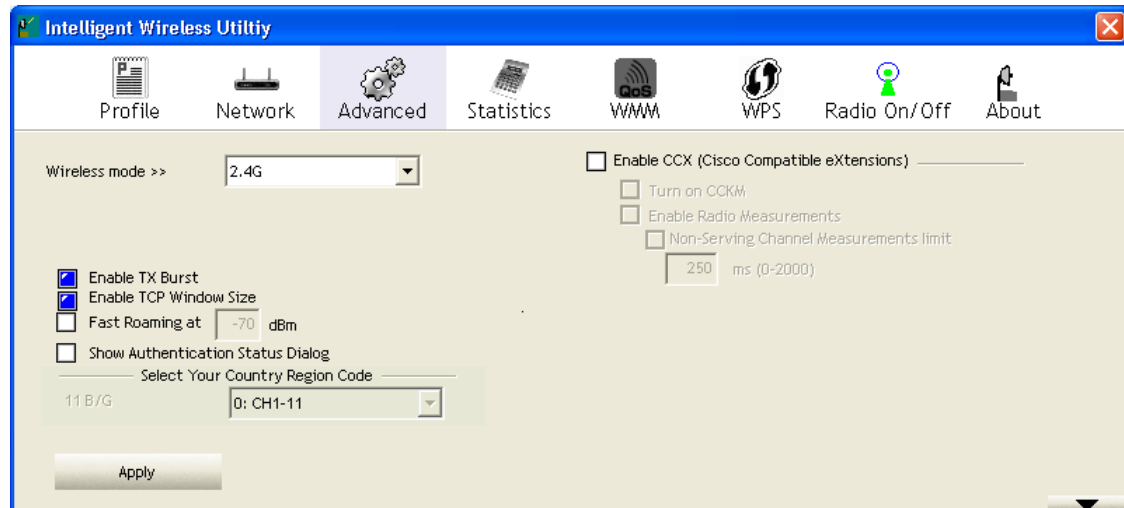 Intelligent Wireless Utiltiy
Profile Network Advanced Statistics QoS WMM WPS Radio On/Off About
Wireless mode >> 2.4G
Enable TX Burst
Enable TCP Window Size
Fast Roaming at -70 dBm
Show Authentication Status Dialog
Select Your Country Region Code
11 B/G 0: CH1-11
Apply
Enable CCX (Cisco Compatible eXtensions)
Turn on CCKM
Enable Radio Measurements
Non-Serving Channel Measurements limit
250 ms (0-2000)